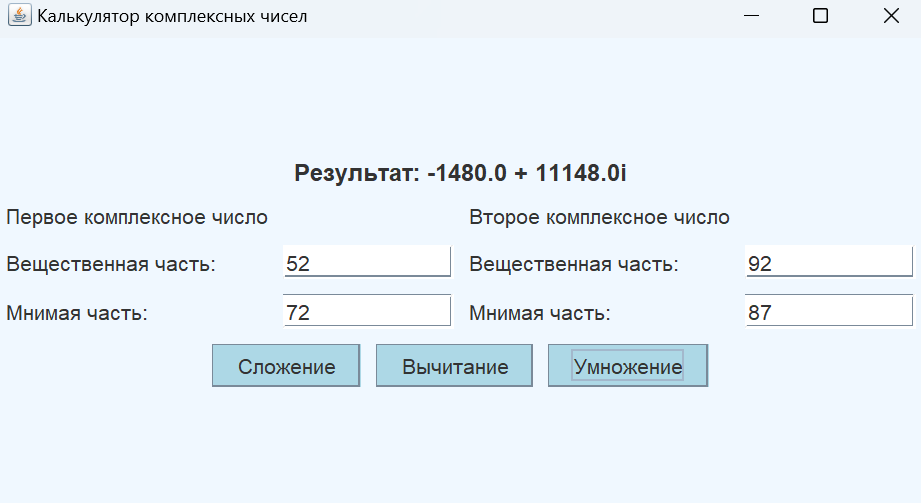 Калькулятор комплексных чисел
Результат: -1480.0 + 11148.0i
Первое комплексное число Второе комплексное число
Вещественная часть: 52 Вещественная часть: 92
Мнимая часть: 72 Мнимая часть: 87
Сложение Вычитание Умножение